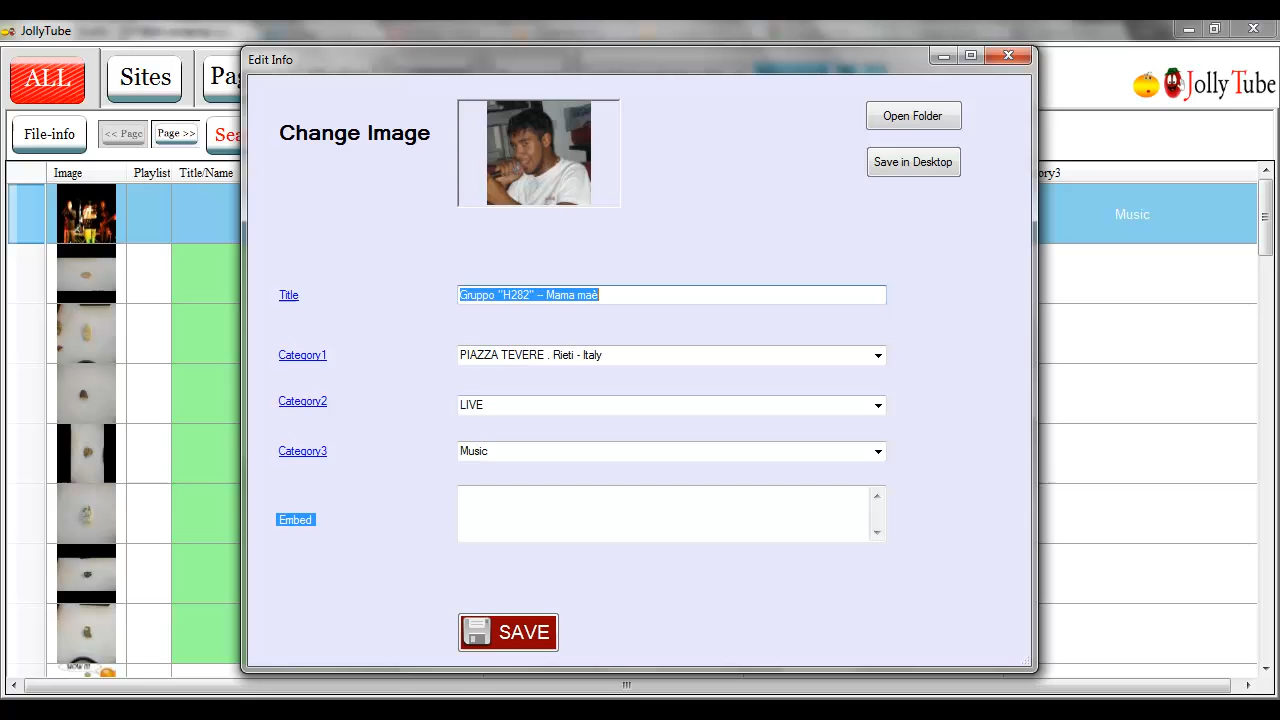 JollyTube
ALL
Sites
Pag
Jolly Tube
File-info
<< Page
Page >>
Sea
Image
Playlist
Title/Name
ory3
Music
WOW !!!
Edit Info
Change Image
Open Folder
Save in Desktop
Title
Gruppo "H282" – Mama maè
Category1
PIAZZA TEVERE . Rieti - Italy
Category2
LIVE
Category3
Music
Embed
SAVE